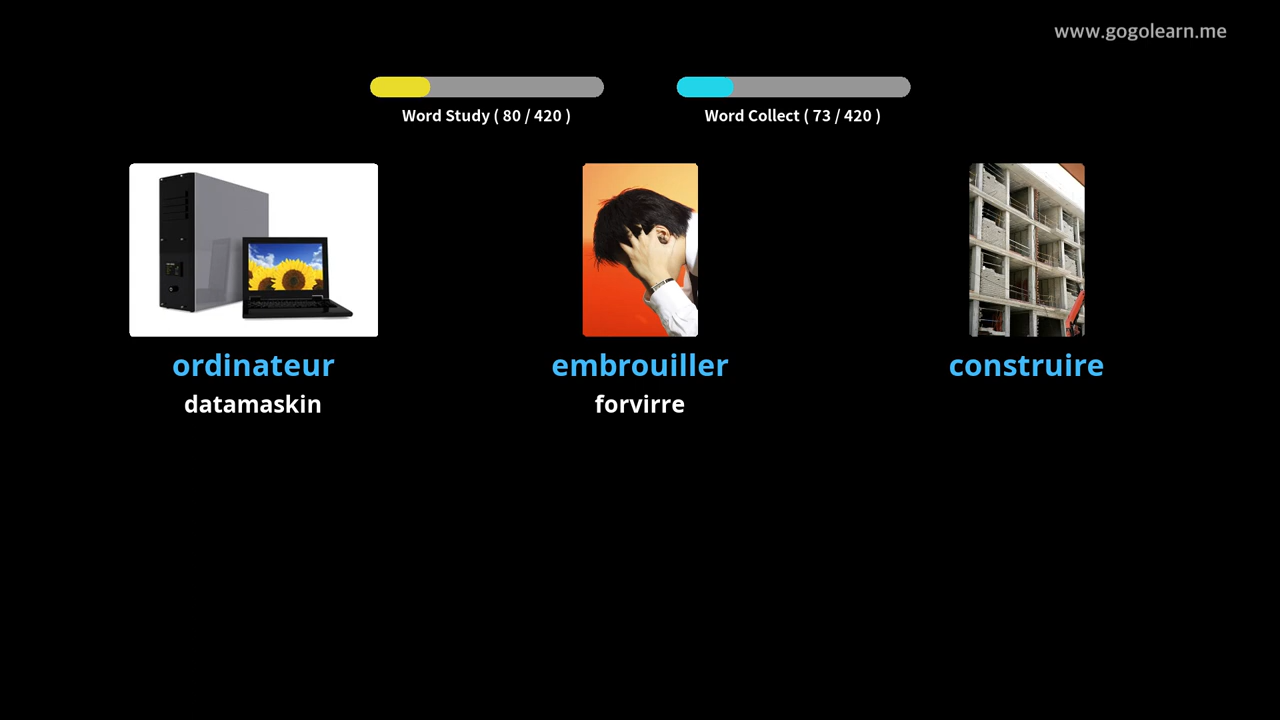 www.gogolearn.me
Word Study ( 80 / 420 )
Word Collect ( 73 / 420 )
ordinateur
embrouiller
construire
datamaskin
forvirre